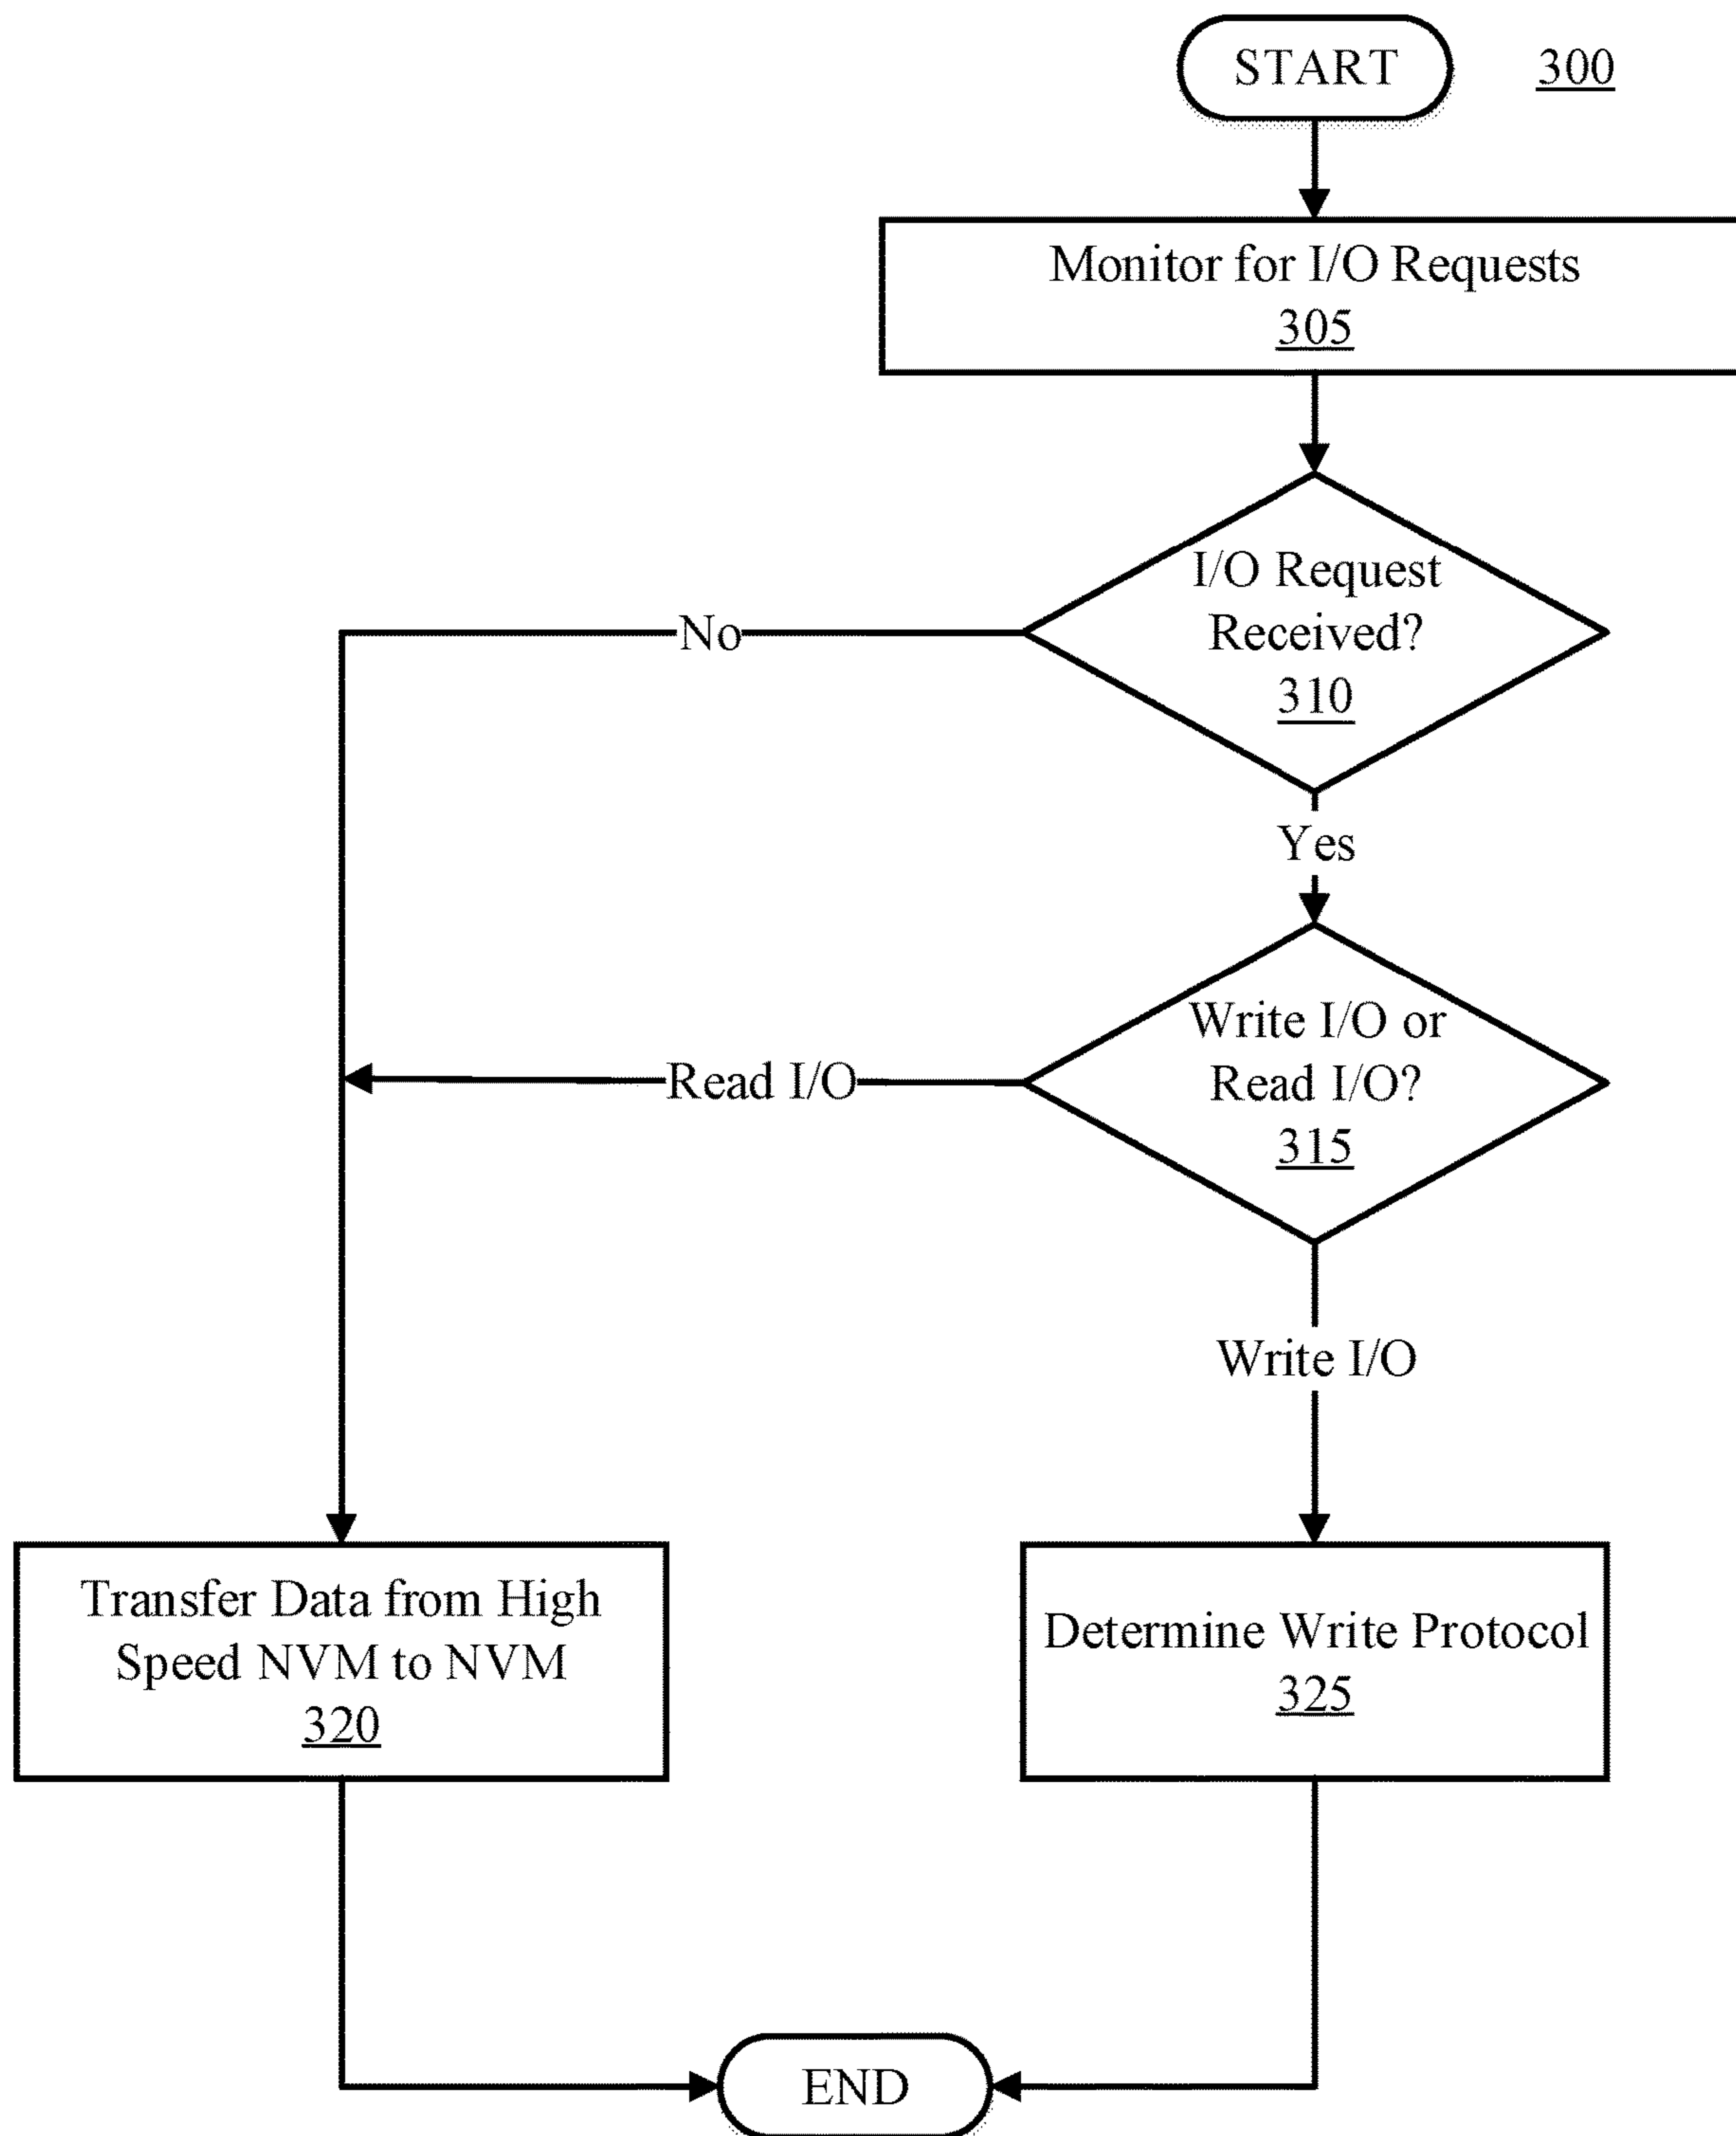 START
300
Monitor for I/O Requests
305
I/O Request
Received?
310
No
Yes
Write I/O or
Read I/O?
315
Read I/O
Write I/O
Transfer Data from High
Speed NVM to NVM
320
Determine Write Protocol
325
END